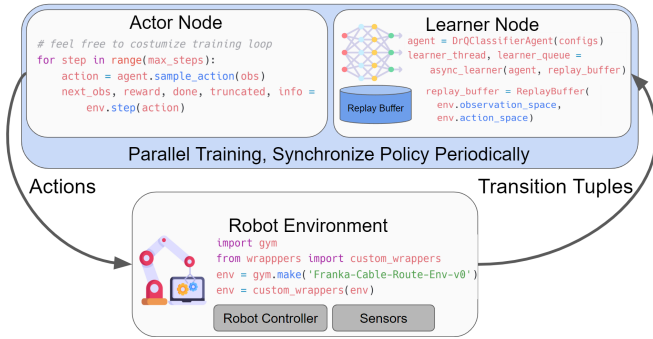 Actor Node
# feel free to costumize training loop
for step in range(max_steps):
action = agent.sample_action(obs)
next_obs, reward, done, truncated, info =
env.step(action)
Learner Node
agent = DrQClassifierAgent(configs)
learner_thread, learner_queue =
async_learner(agent, replay_buffer)
Replay Buffer
replay_buffer = ReplayBuffer(
env.observation_space,
env.action_space)
Parallel Training, Synchronize Policy Periodically
Actions
Transition Tuples
Robot Environment
import gym
from wrapppers import custom_wrappers
env = gym.make('Franka-Cable-Route-Env-v0')
env = custom_wrappers(env)
Robot Controller
Sensors